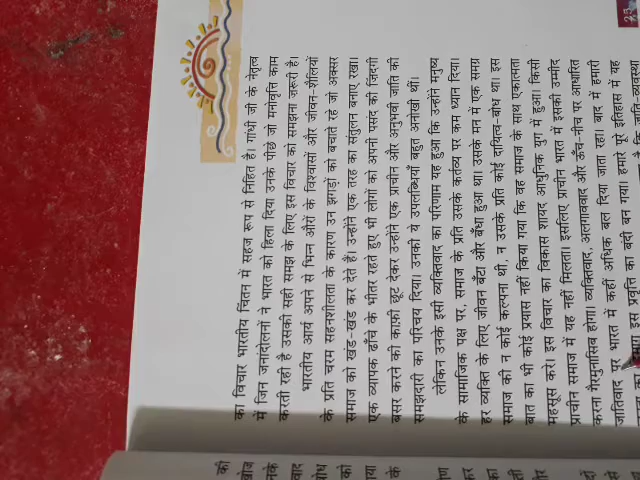 25
का विचार भारतीय चिंतन में सहज रूप से निहित है। गांधी जी के नेतृत्व
में जिन जनांदोलनों ने भारत को हिला दिया उनके पीछे जो मनोवृत्ति काम
करती रही है उसकी सही समझ के लिए इस विचार को समझना ज़रूरी है।
भारतीय आर्य अपने से भिन्न औरों के विश्वासों और जीवन-शैलियों
के प्रति चरम सहनशीलता के कारण उन झगड़ों को बचाते रहे जो अक्सर
समाज को खंड-खंड कर देते हैं। उन्होंने एक तरह का संतुलन बनाए रखा।
एक व्यापक ढाँचे के भीतर रहते हुए भी लोगों को अपनी पसंद की ज़िंदगी
बसर करने की काफ़ी छूट देकर उन्होंने एक प्राचीन और अनुभवी जाति की
समझदारी का परिचय दिया। उनकी ये उपलब्धियाँ बहुत अनोखी थीं।
लेकिन उनके इसी व्यक्तिवाद का परिणाम यह हुआ कि उन्होंने मनुष्य
के सामाजिक पक्ष पर, समाज के प्रति उसके कर्तव्य पर कम ध्यान दिया।
हर व्यक्ति के लिए जीवन बँटा और बँधा हुआ था। उसके मन में एक समग्र
समाज की न कोई कल्पना थी, न उसके प्रति कोई दायित्व-बोध था। इस
बात का भी कोई प्रयास नहीं किया गया कि वह समाज के साथ एकात्मता
महसूस करे। इस विचार का विकास शायद आधुनिक युग में हुआ। किसी
प्राचीन समाज में यह नहीं मिलता। इसलिए प्राचीन भारत में इसकी उम्मीद
करना गैरमुनासिब होगा। व्यक्तिवाद, अलगाववाद और ऊँच-नीच पर आधारित
जातिवाद पर भारत में कहीं अधिक बल दिया जाता रहा। बाद में हमारी
इस प्रवृत्ति का बंदी बन गया। हमारे पूरे इतिहास में यह
जाति-व्यवस्था
की
खोज
नके
वाद
बोध
को
गया
के